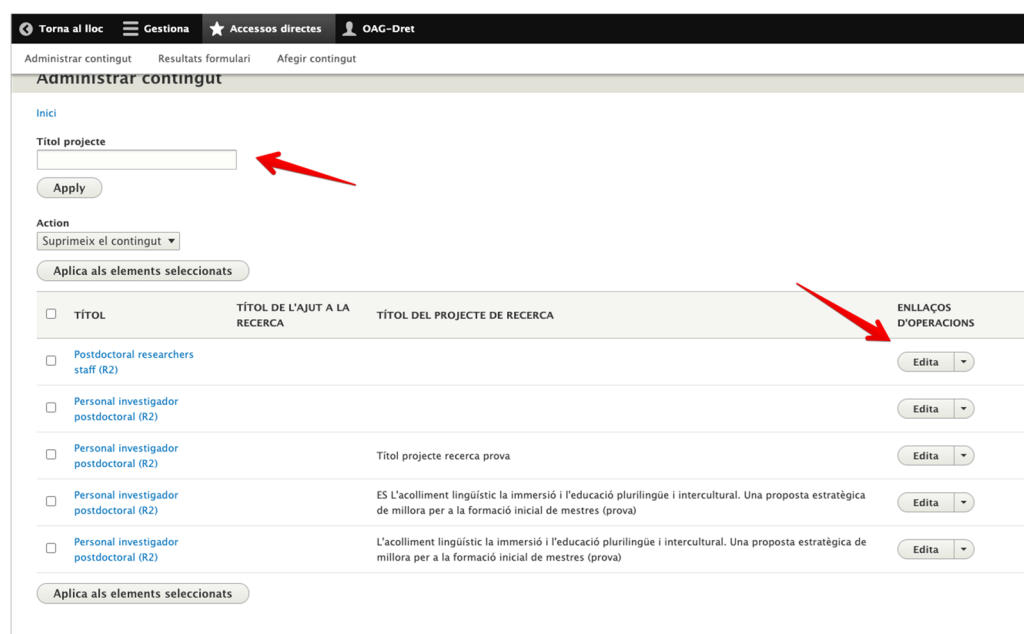 Torna al lloc Gestiona Accessos directes OAG-Dret
Administrar contingut Resultats formulari Afegir contingut
Administrar contingut
Inici
Títol projecte
Apply
Action
Suprimeix el contingut
Aplica als elements seleccionats
TÍTOL
TÍTOL DE L'AJUT A LA
RECERCA
TÍTOL DEL PROJECTE DE RECERCA
ENLLAÇOS
D'OPERACIONS
Postdoctoral researchers
staff (R2)
Edita
Personal investigador
postdoctoral (R2)
Edita
Personal investigador
postdoctoral (R2)
Títol projecte recerca prova
Edita
Personal investigador
postdoctoral (R2)
ES L'acolliment lingüístic la immersió i l'educació plurilingüe i intercultural. Una proposta estratègica
de millora per a la formació inicial de mestres (prova)
Edita
Personal investigador
postdoctoral (R2)
L'acolliment lingüístic la immersió i l'educació plurilingüe i intercultural. Una proposta estratègica de
millora per a la formació inicial de mestres (prova)
Edita
Aplica als elements seleccionats